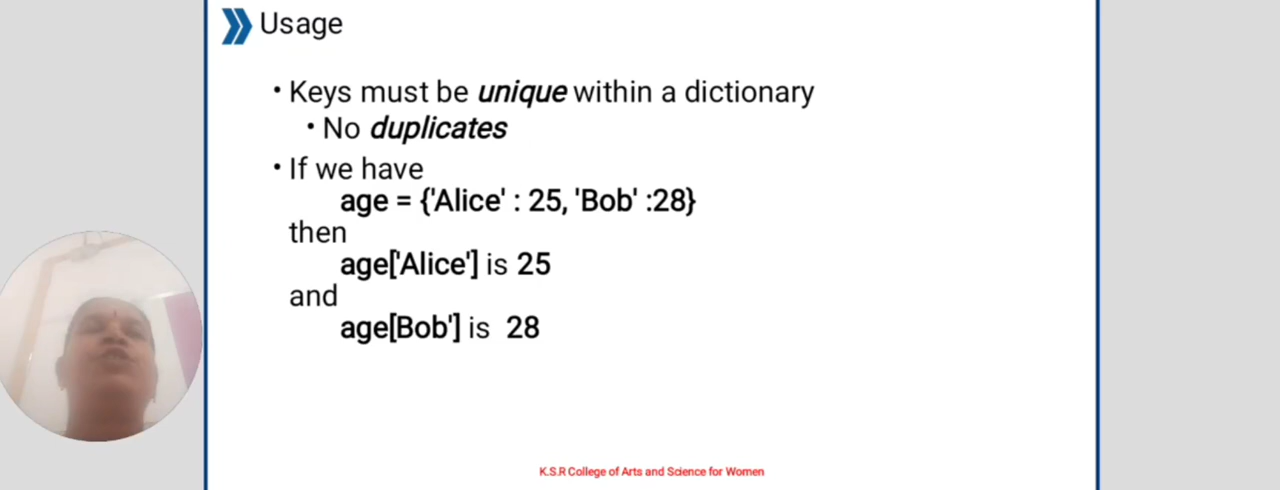 Usage
• Keys must be unique within a dictionary
• No duplicates
• If we have
age = {'Alice' : 25, 'Bob' :28}
then
age['Alice'] is 25
and
age[Bob'] is 28
K.S.R College of Arts and Science for Women